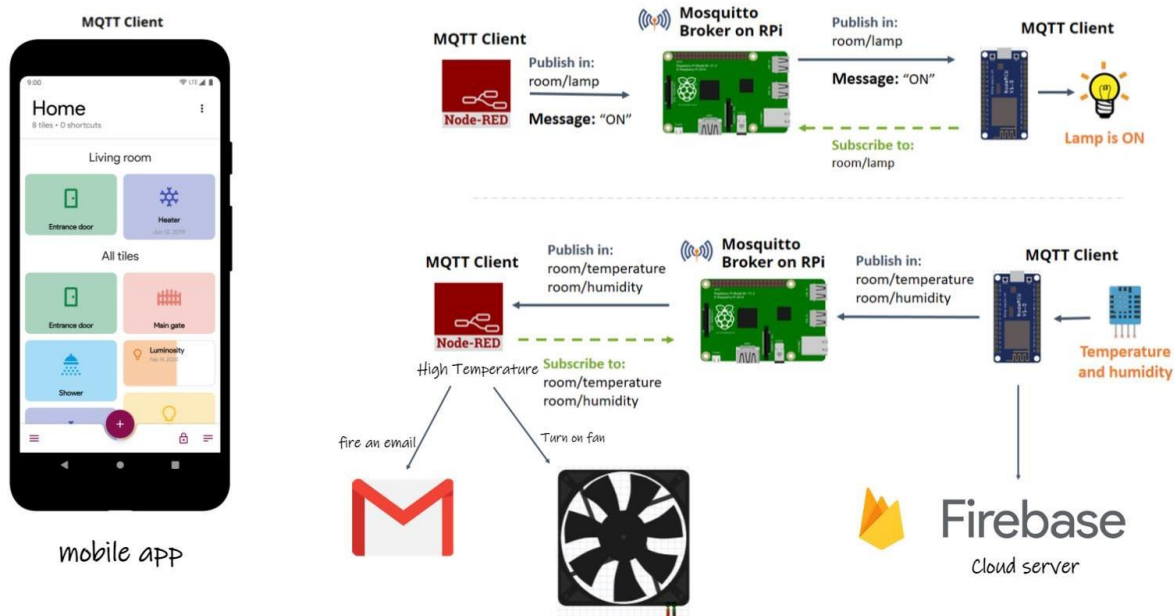 MQTT Client
9:00
LTE
Home
8 tiles • 0 shortcuts
Living room
Entrance door
Heater
Jun 12, 2019
All tiles
Entrance door
Main gate
Shower
Luminosity
+
mobile app
MQTT Client
Node-RED
Publish in:
room/lamp
Message: “ON”
Mosquitto
Broker on RPi
Publish in:
room/lamp
Message: “ON”
Subscribe to:
room/lamp
MQTT Client
Lamp is ON
MQTT Client
Node-RED
Publish in:
room/temperature
room/humidity
Subscribe to:
room/temperature
room/humidity
Mosquitto
Broker on RPi
Publish in:
room/temperature
room/humidity
MQTT Client
Temperature
and humidity
High Temperature
fire an email
Turn on fan
Firebase
Cloud server